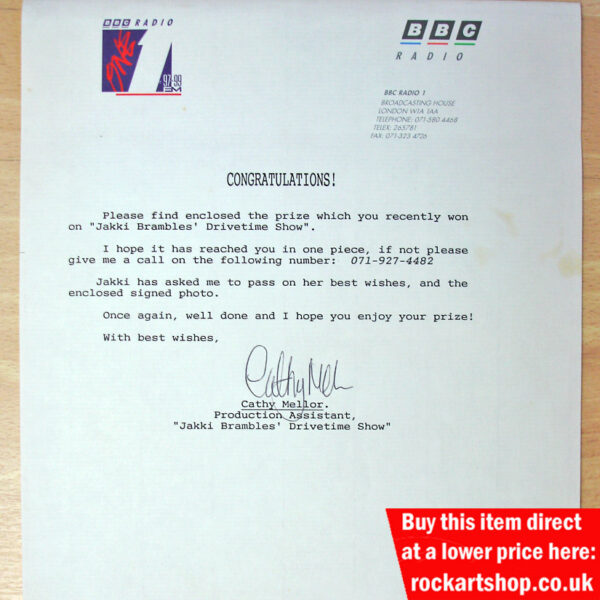 BBC RADIO
ONE
1
97-99
FM
BBC
RADIO
BBC RADIO 1
BROADCASTING HOUSE
LONDON W1A 1AA
TELEPHONE: 071-580 4468
TELEX: 265781
FAX: 071-323 4726
CONGRATULATIONS!
Please find enclosed the prize which you recently won
on "Jakki Brambles' Drivetime Show".
I hope it has reached you in one piece, if not please
give me a call on the following number: 071-927-4482
Jakki has asked me to pass on her best wishes, and the
enclosed signed photo.
Once again, well done and I hope you enjoy your prize!
With best wishes,
Cathy Mellor
Cathy Mellor.
Production Assistant,
"Jakki Brambles' Drivetime Show"
Buy this item direct
at a lower price here:
rockartshop.co.uk